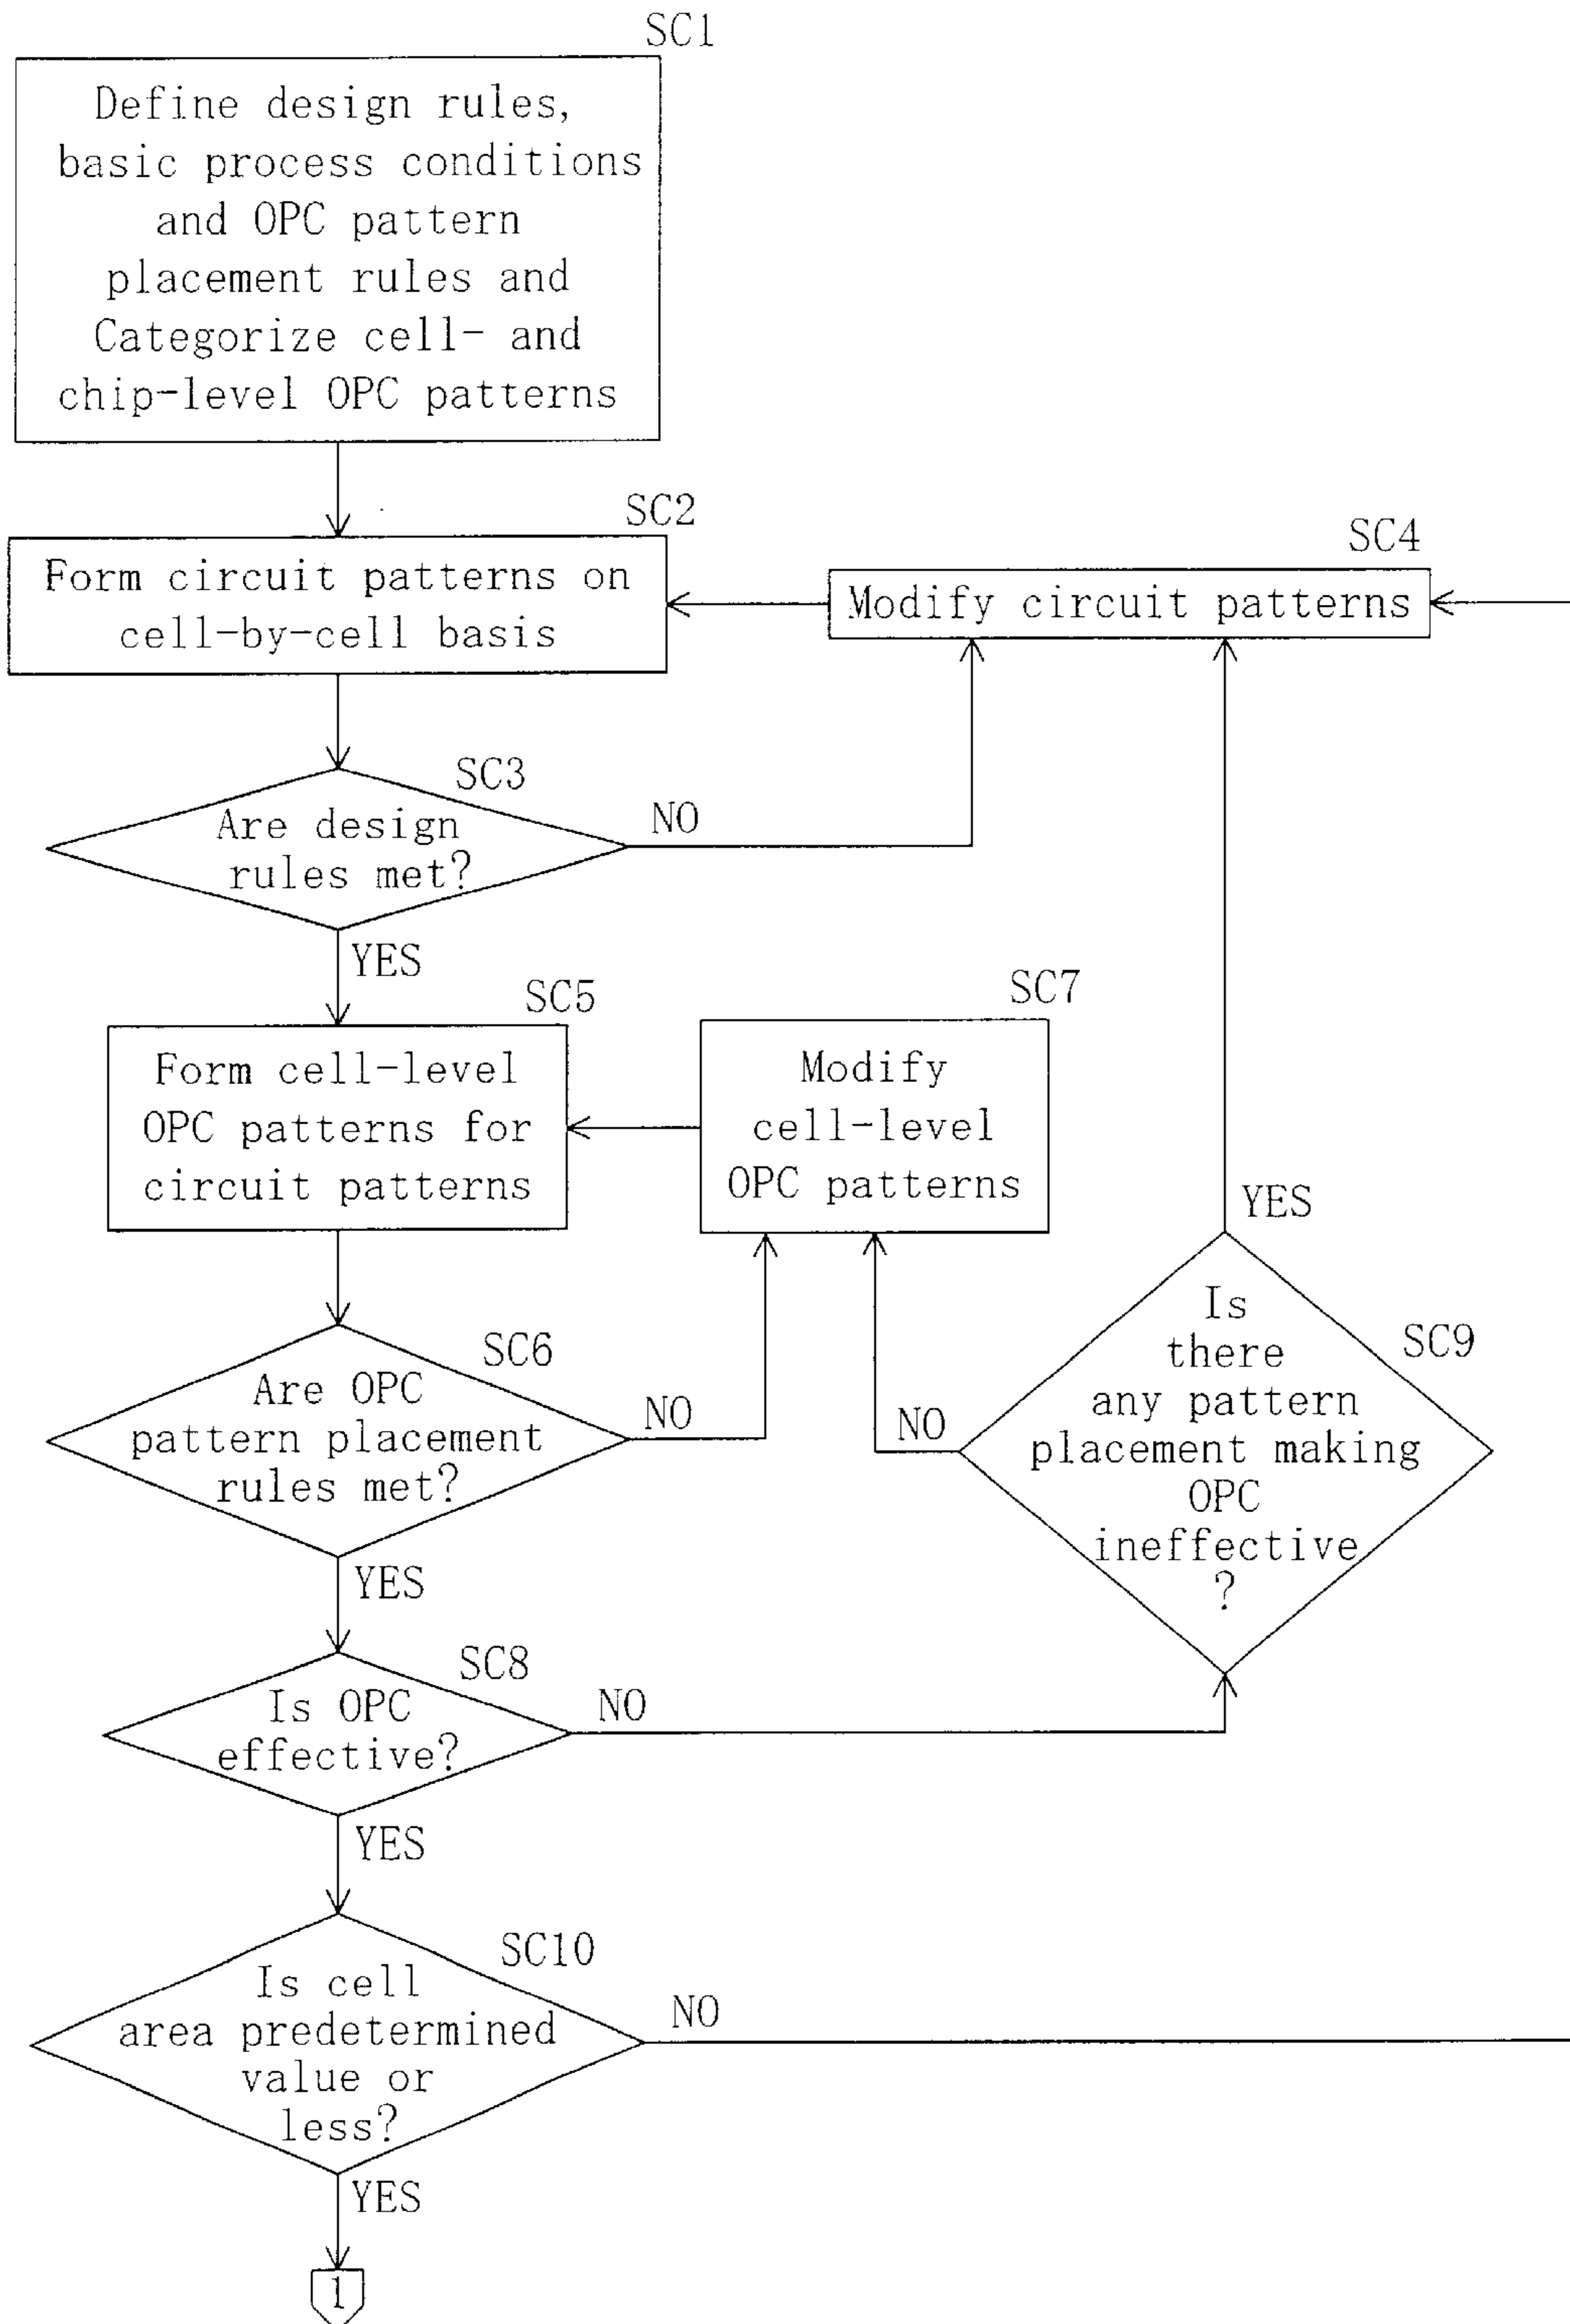 SC1
Define design rules,
basic process conditions
and OPC pattern
placement rules and
Categorize cell- and
chip-level OPC patterns
SC2
Form circuit patterns on
cell-by-cell basis
SC4
Modify circuit patterns
SC3
Are design
rules met?
NO
YES
SC5
Form cell-level
OPC patterns for
circuit patterns
SC7
Modify
cell-level
OPC patterns
YES
SC6
Are OPC
pattern placement
rules met?
NO
YES
SC9
Is
there
any pattern
placement making
OPC
ineffective
?
NO
SC8
Is OPC
effective?
NO
YES
SC10
Is cell
area predetermined
value or
less?
NO
YES
1